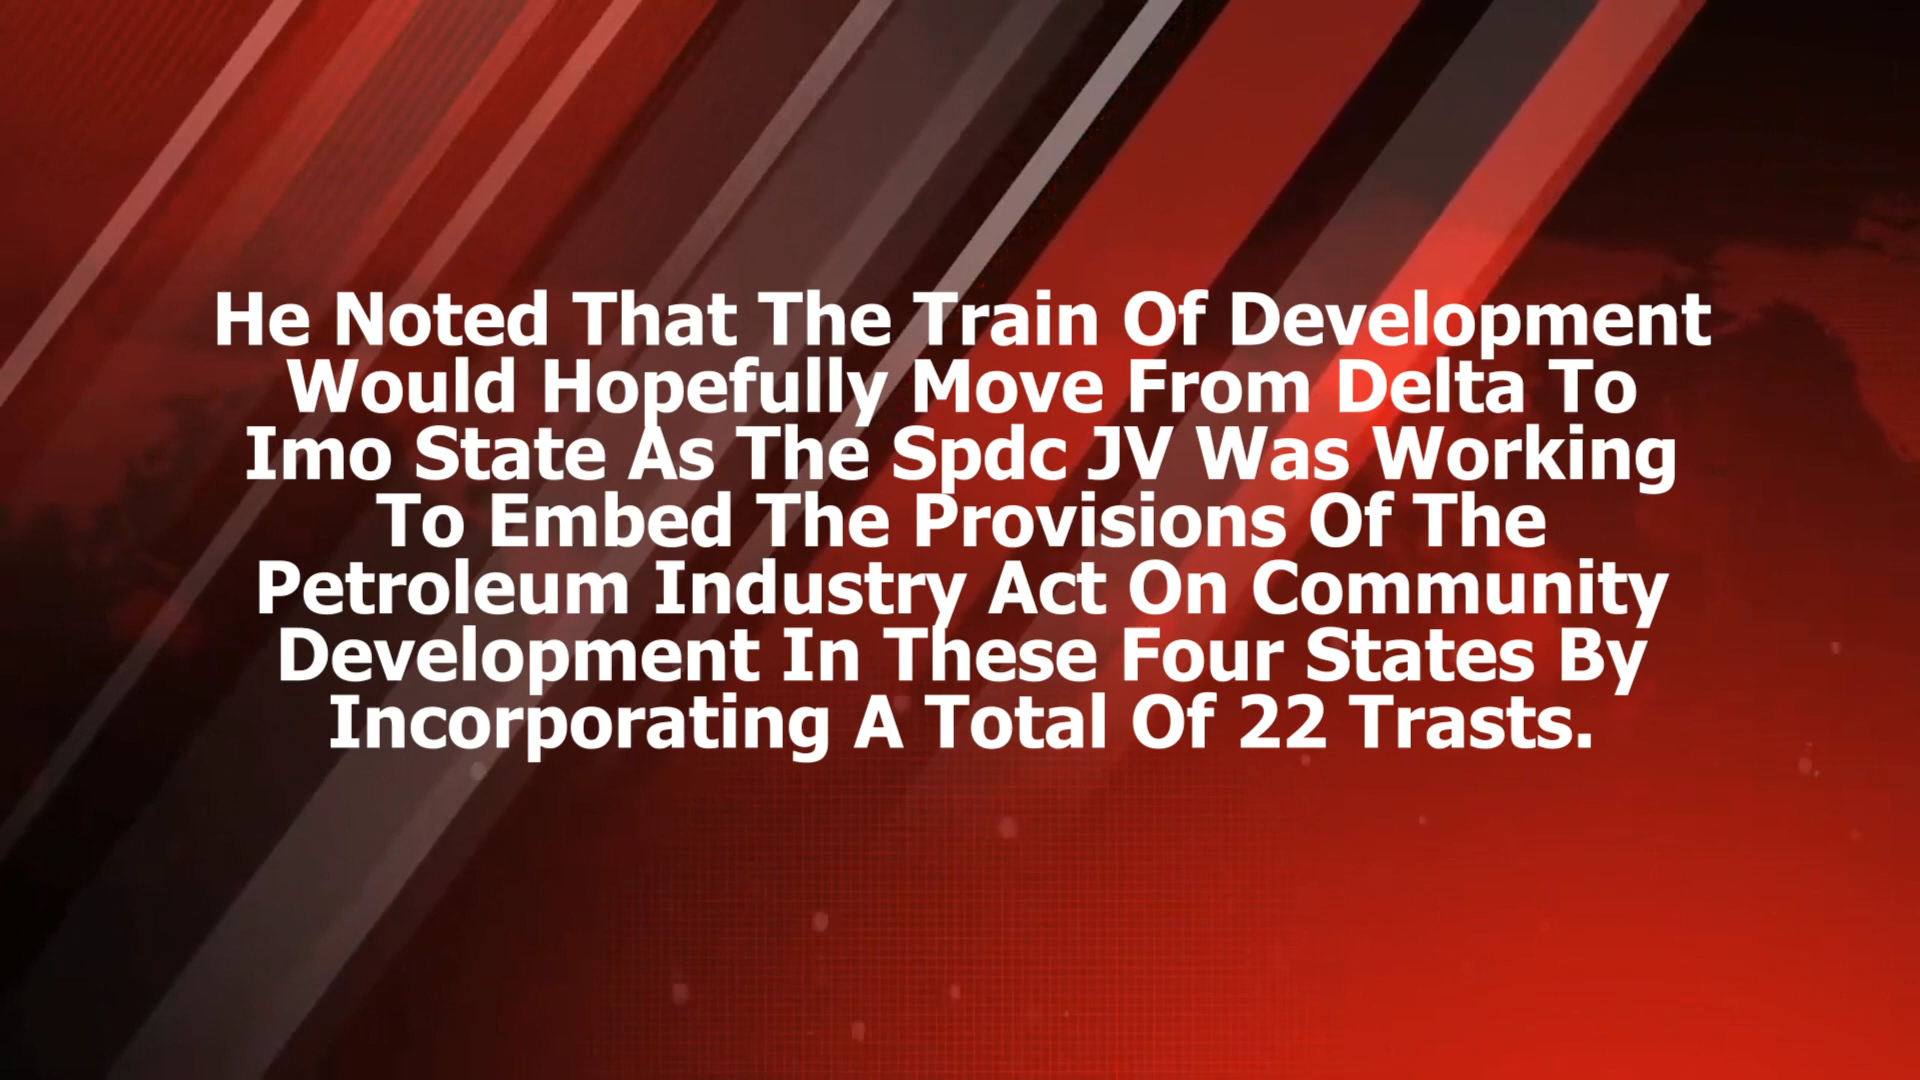 He Noted That The Train Of Development
Would Hopefully Move From Delta To
Imo State As The Spdc JV Was Working
To Embed The Provisions Of The
Petroleum Industry Act On Community
Development In These Four States By
Incorporating A Total Of 22 Trasts.